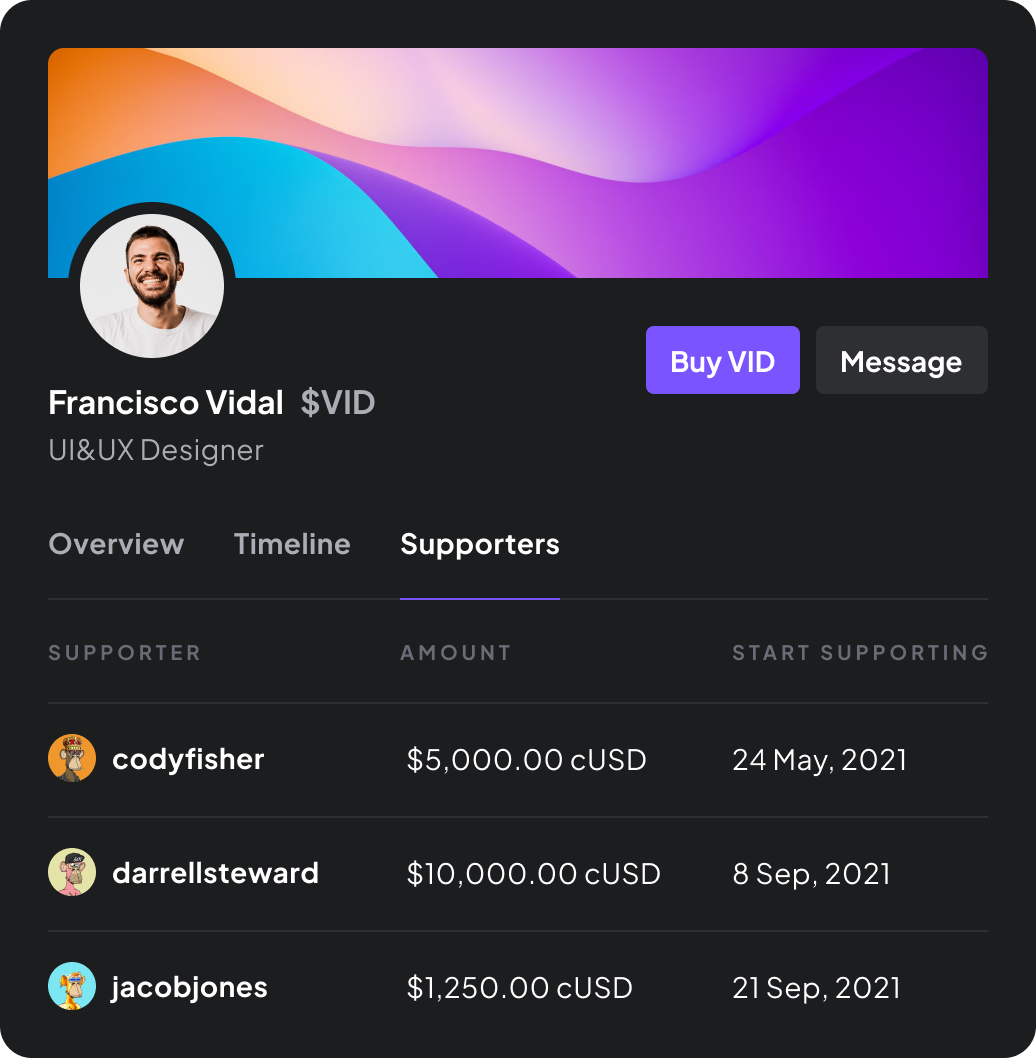 Buy VID Message
Francisco Vidal $VID
UI&UX Designer
Overview Timeline Supporters
SUPPORTER AMOUNT START SUPPORTING
codyfisher $5,000.00 cUSD 24 May, 2021
darrellsteward $10,000.00 cUSD 8 Sep, 2021
jacobjones $1,250.00 cUSD 21 Sep, 2021